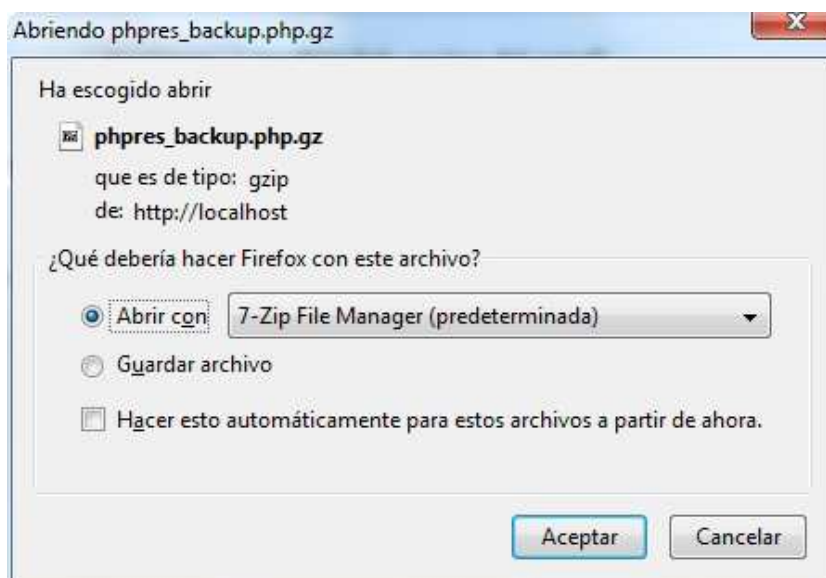 Abriendo phpres_backup.php.gz
Ha escogido abrir
phpres_backup.php.gz
que es de tipo: gzip
de: http://localhost
¿Qué debería hacer Firefox con este archivo?
Abrir con 7-Zip File Manager (predeterminada)
Guardar archivo
Hacer esto automáticamente para estos archivos a partir de ahora.
Aceptar Cancelar